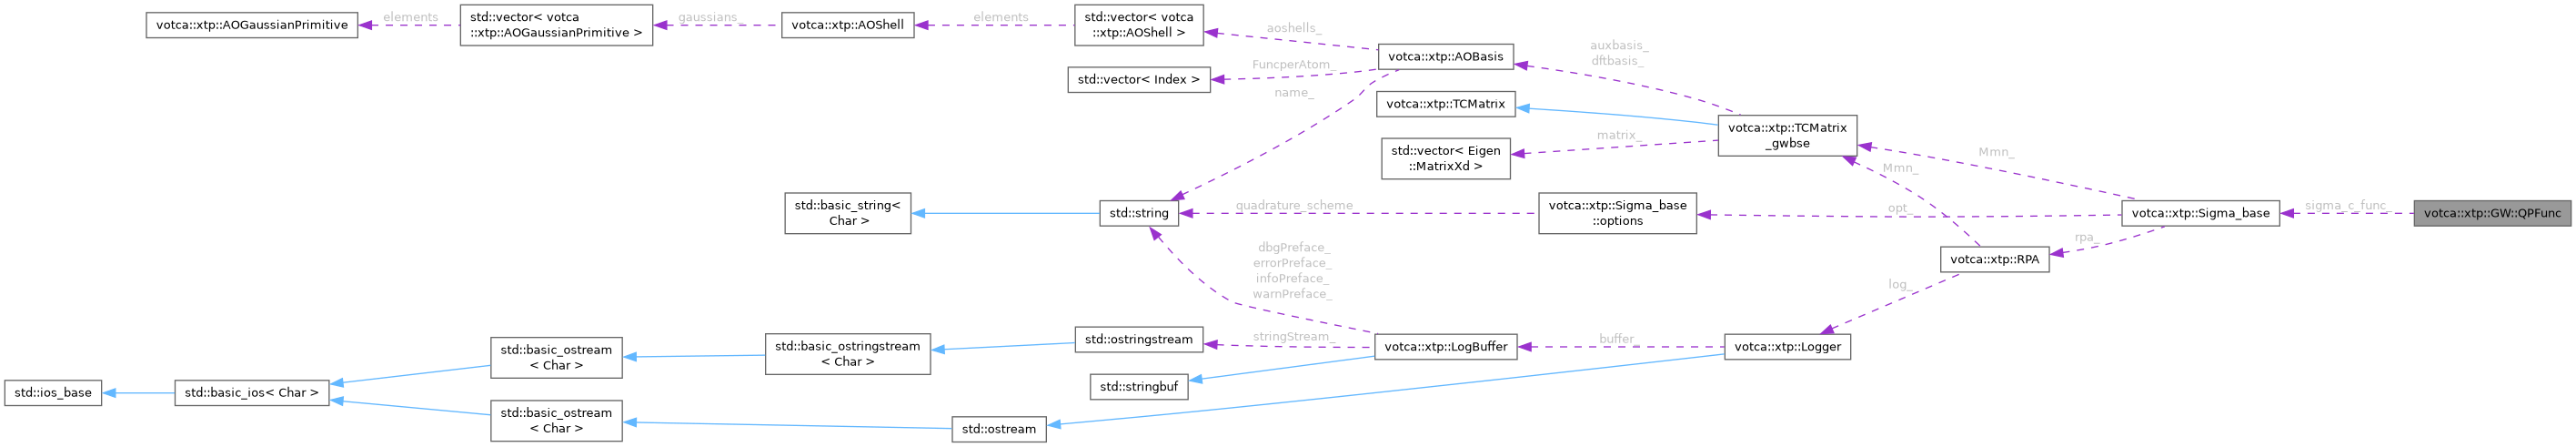 votca::xtp::AOGaussianPrimitive
elements
std::vector< votca
::xtp::AOGaussianPrimitive >
gaussians_
votca::xtp::AOShell
elements
std::vector< votca
::xtp::AOShell >
aoshells_
votca::xtp::AOBasis
auxbasis_
dftbasis_
std::vector< Index >
FuncperAtom_
name_
votca::xtp::TCMatrix
votca::xtp::TCMatrix
_gwbse
matrix_
std::vector< Eigen
::MatrixXd >
Mmn_
Mmn_
std::basic_string<
Char >
std::string
quadrature_scheme
votca::xtp::Sigma_base
::options
opt_
votca::xtp::Sigma_base
sigma_c_func_
votca::xtp::GW::QPFunc
rpa_
votca::xtp::RPA
dbgPreface_
errorPreface_
infoPreface_
warnPreface_
log_
std::basic_ostream
< Char >
std::basic_ostringstream
< Char >
std::ostringstream
stringStream_
votca::xtp::LogBuffer
buffer_
votca::xtp::Logger
std::ios_base
std::basic_ios< Char >
std::stringbuf
std::basic_ostream
< Char >
std::ostream